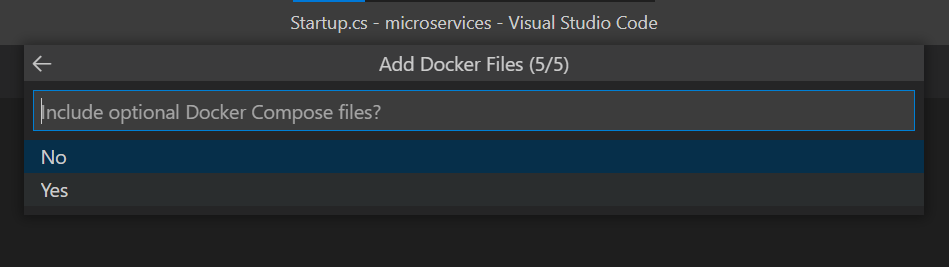 Startup.cs - microservices - Visual Studio Code
Add Docker Files (5/5)
Include optional Docker Compose files?
No
Yes